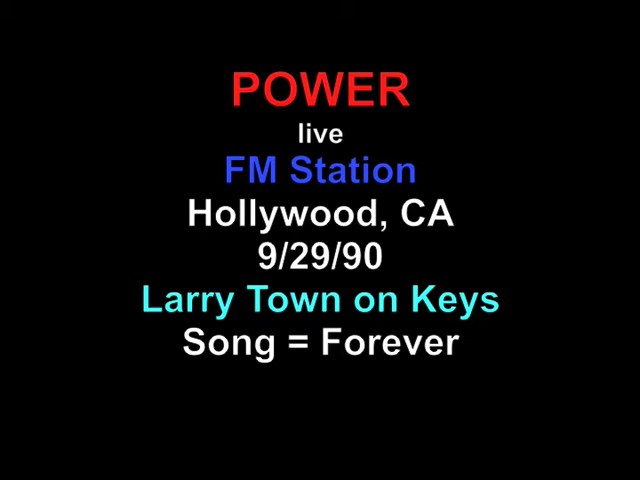 POWER
live
FM Station
Hollywood, CA
9/29/90
Larry Town on Keys
Song = Forever